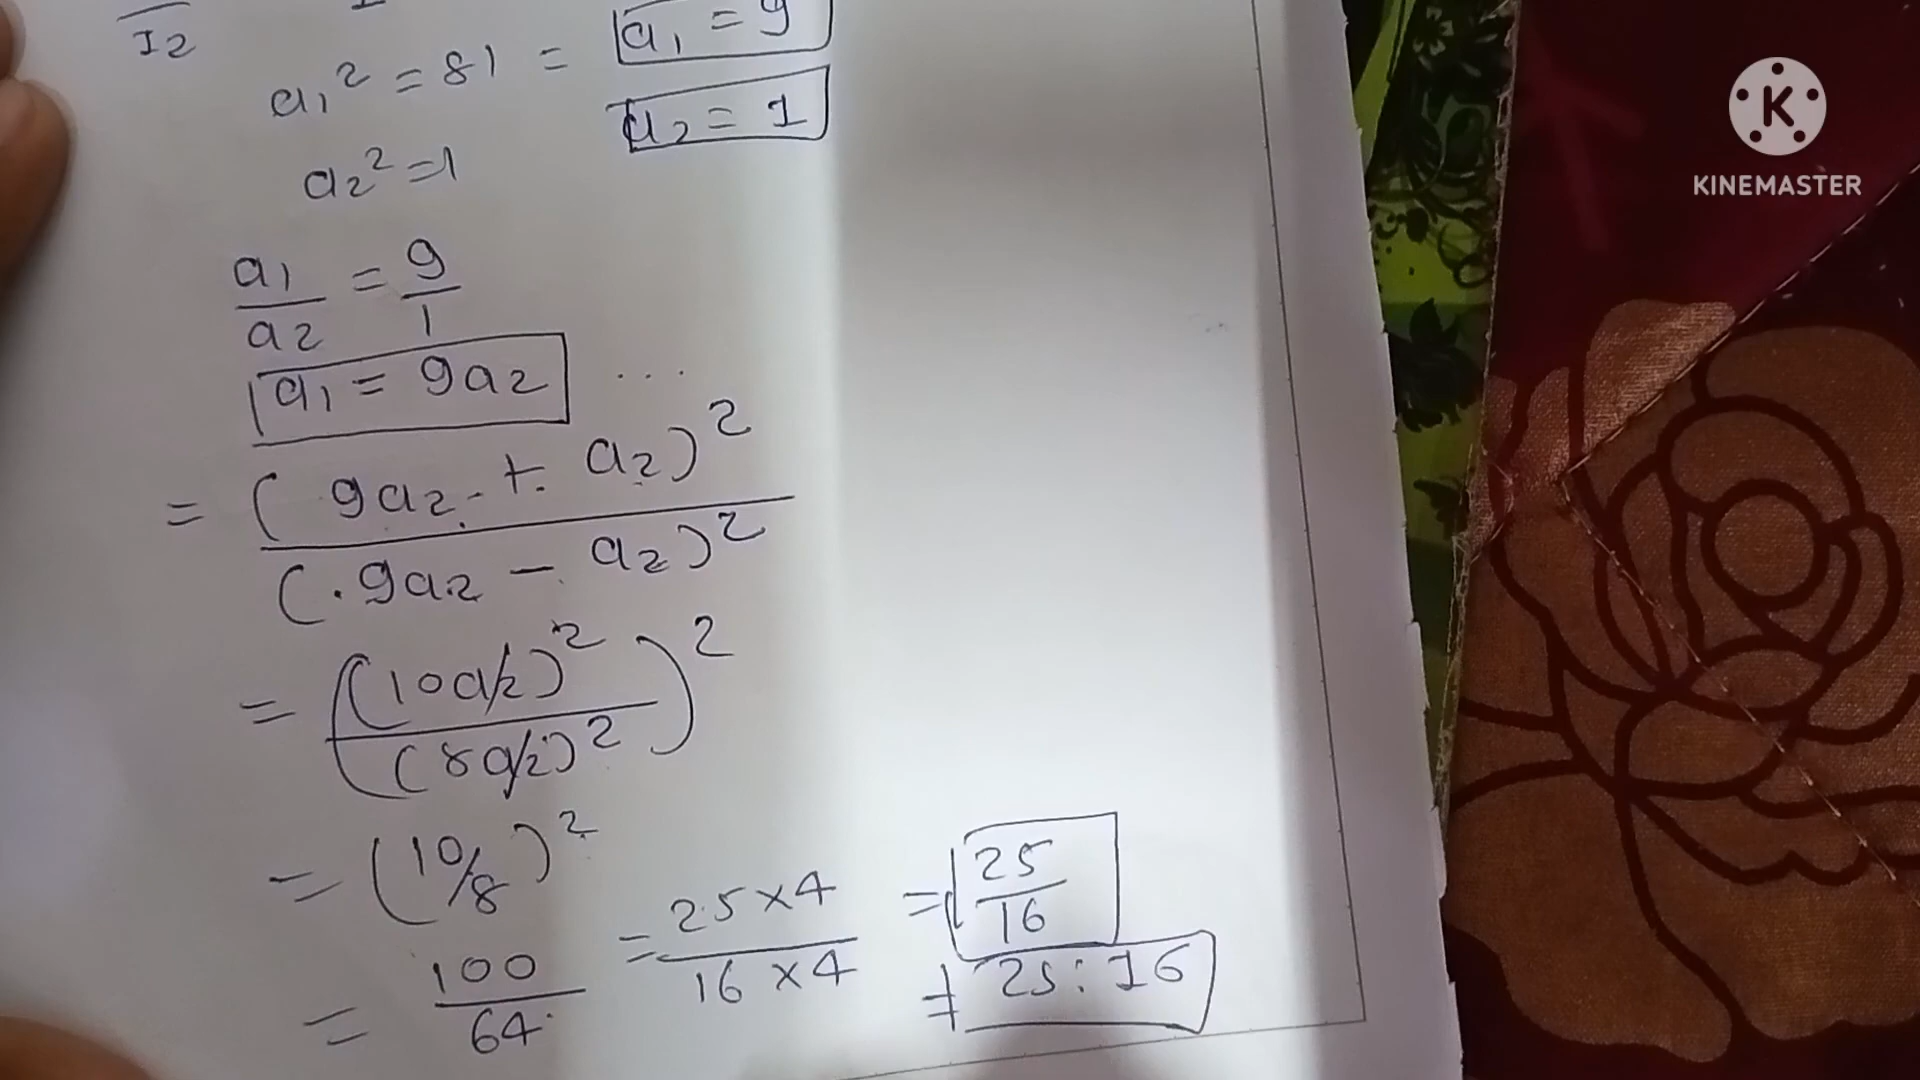 I2
a1² = 81 = a1 = 9
a2² = 1 a2 = 1
a1/a2 = 9/1
a1 = 9a2 ...
= (9a2 + a2)² / (9a2 - a2)²
= ((10a2)² / (8a2)²)²
= (10/8)²
= 100/64 = 25×4 / 16×4 = 25/16
= 25:16
K
KINEMASTER